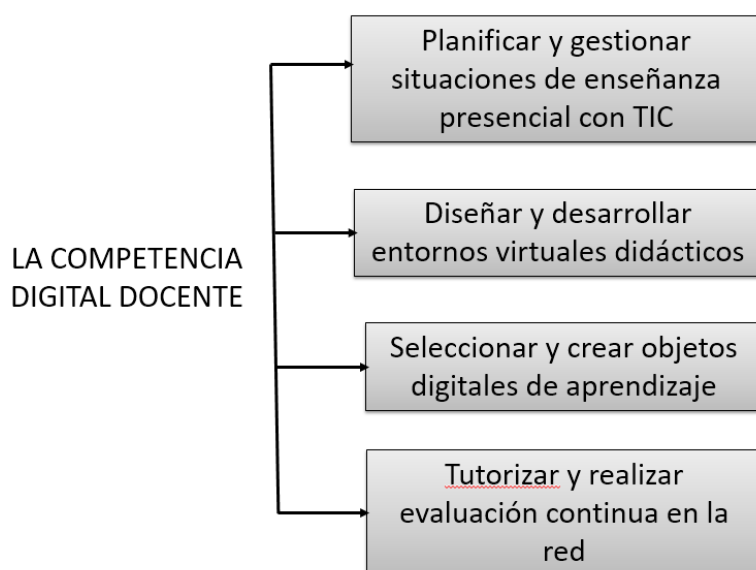 Planificar y gestionar
situaciones de enseñanza
presencial con TIC
Diseñar y desarrollar
entornos virtuales didácticos
LA COMPETENCIA
DIGITAL DOCENTE
Seleccionar y crear objetos
digitales de aprendizaje
Tutorizar y realizar
evaluación continua en la
red